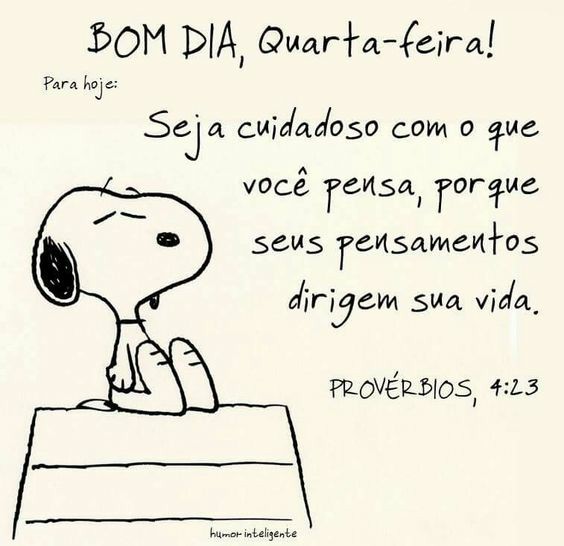 BOM DIA, Quarta-feira!
Para hoje:
Seja cuidadoso com o que
você pensa, porque
seus pensamentos
dirigem sua vida.
PROVÉRBIOS, 4:23
humor inteligente